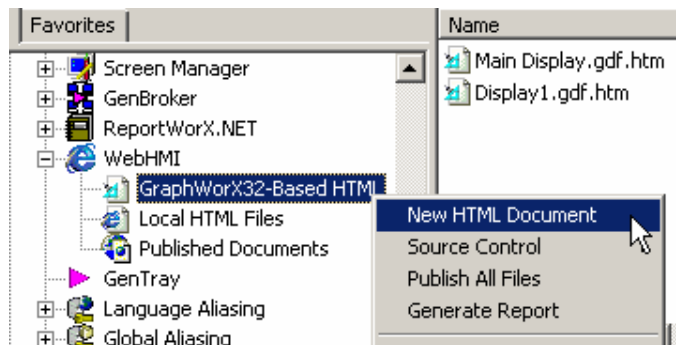 Favorites
Screen Manager
GenBroker
ReportWorX.NET
WebHMI
GraphWorX32-Based HTML
Local HTML Files
Published Documents
GenTray
Language Aliasing
Global Aliasing
Name
Main Display.gdf.htm
Display1.gdf.htm
New HTML Document
Source Control
Publish All Files
Generate Report